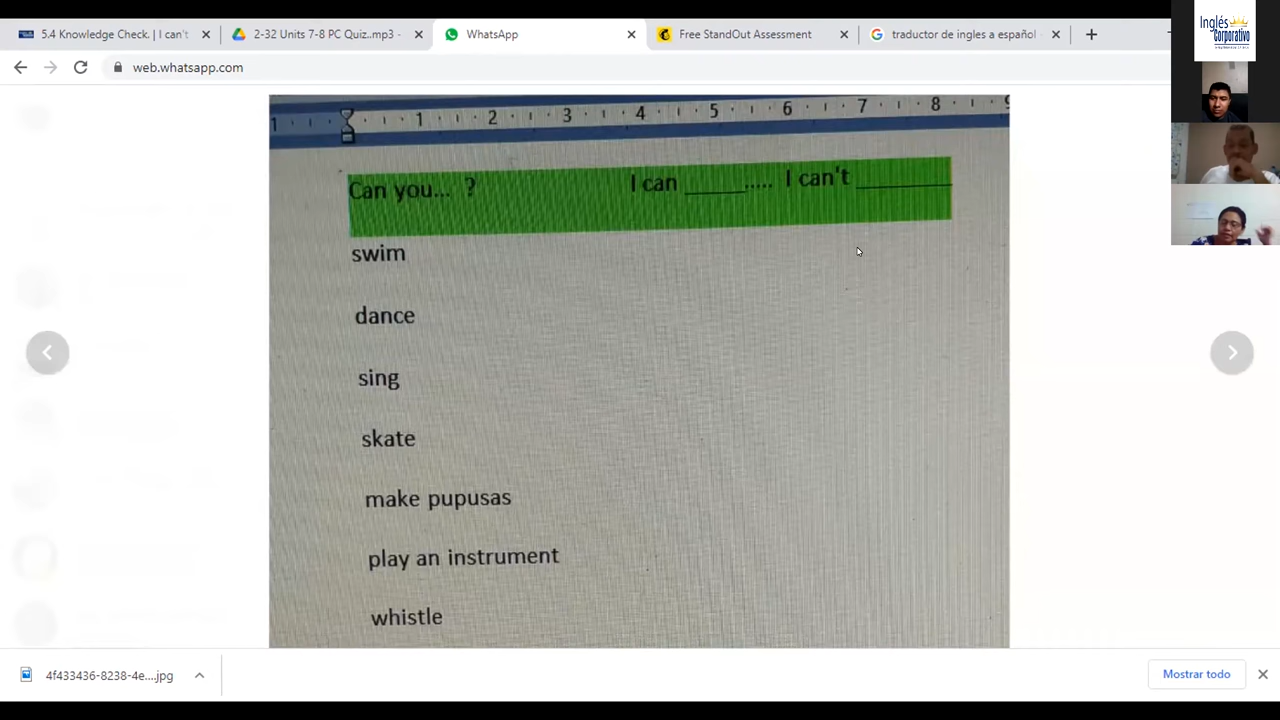 5.4 Knowledge Check. | I can't
2-32 Units 7-8 PC Quiz..mp3 -
WhatsApp
Free StandOut Assessment
traductor de ingles a español
web.whatsapp.com
Inglés
Corporativo
1 1 2 3 4 5 6 7 8
Can you... ? I can ______..... I can't _________
swim
dance
sing
skate
make pupusas
play an instrument
whistle
4f433436-8238-4e....jpg
Mostrar todo